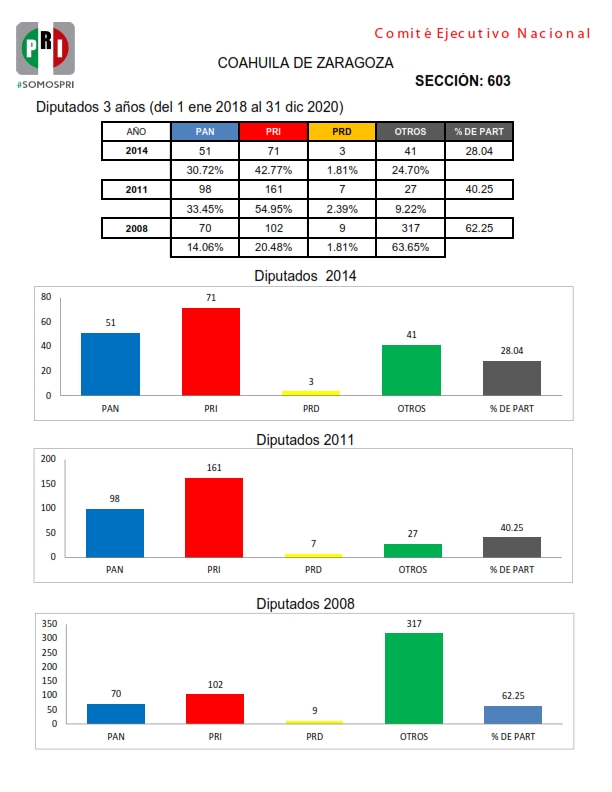 Comité Ejecutivo Nacional
PRI
#SOMOSPRI
COAHUILA DE ZARAGOZA
SECCIÓN: 603
Diputados 3 años (del 1 ene 2018 al 31 dic 2020)
AÑO PAN PRI PRD OTROS % DE PART
2014 51 71 3 41 28.04
30.72% 42.77% 1.81% 24.70%
2011 98 161 7 27 40.25
33.45% 54.95% 2.39% 9.22%
2008 70 102 9 317 62.25
14.06% 20.48% 1.81% 63.65%
Diputados 2014
80
60
40
20
0
51 71 3 41 28.04
PAN PRI PRD OTROS % DE PART
Diputados 2011
200
150
100
50
0
98 161 7 27 40.25
PAN PRI PRD OTROS % DE PART
Diputados 2008
350
300
250
200
150
100
50
0
70 102 9 317 62.25
PAN PRI PRD OTROS % DE PART